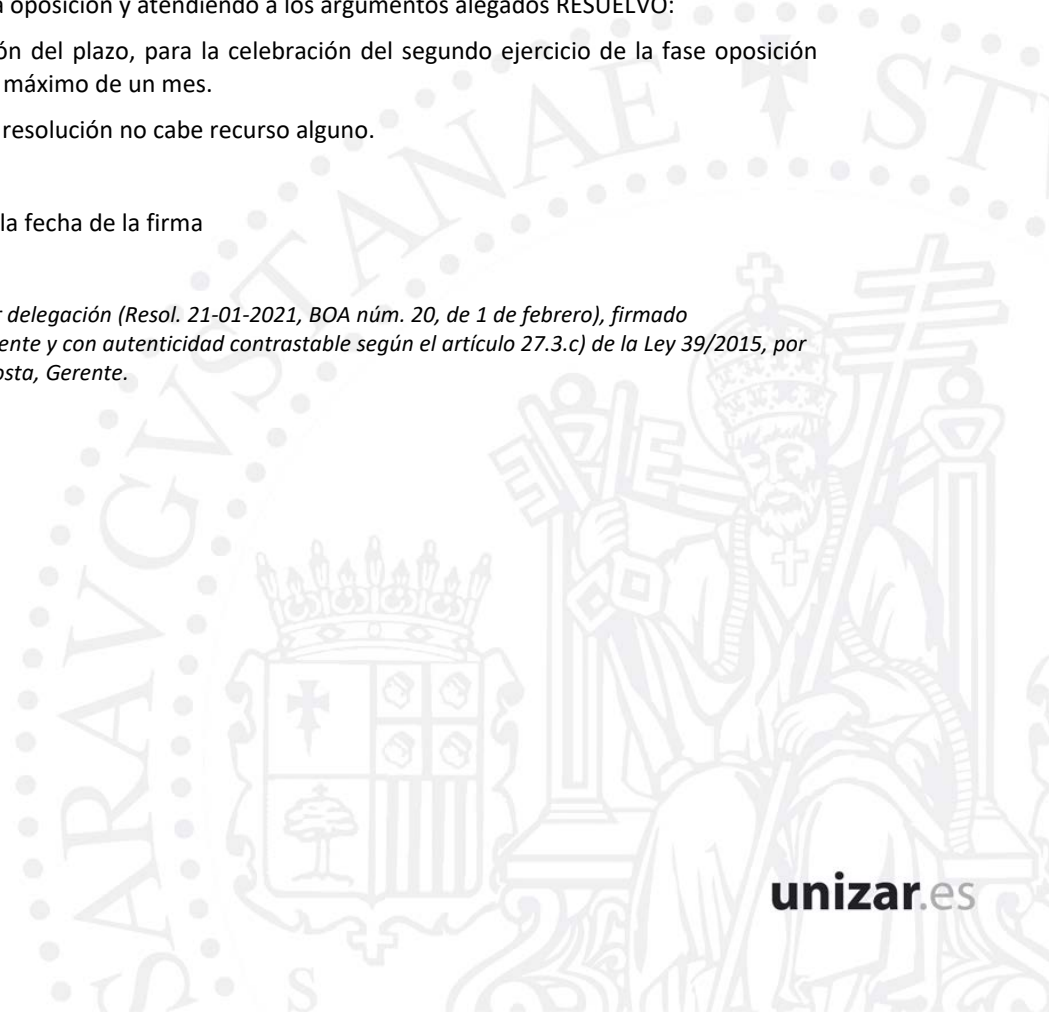 a oposición y atendiendo a los argumentos alegados RESUELVO:
ón del plazo, para la celebración del segundo ejercicio de la fase oposición
máximo de un mes.
resolución no cabe recurso alguno.
la fecha de la firma
delegación (Resol. 21-01-2021, BOA núm. 20, de 1 de febrero), firmado
ente y con autenticidad contrastable según el artículo 27.3.c) de la Ley 39/2015, por
osta, Gerente.
SARAVGVSTANAE ST
S
unizar.es